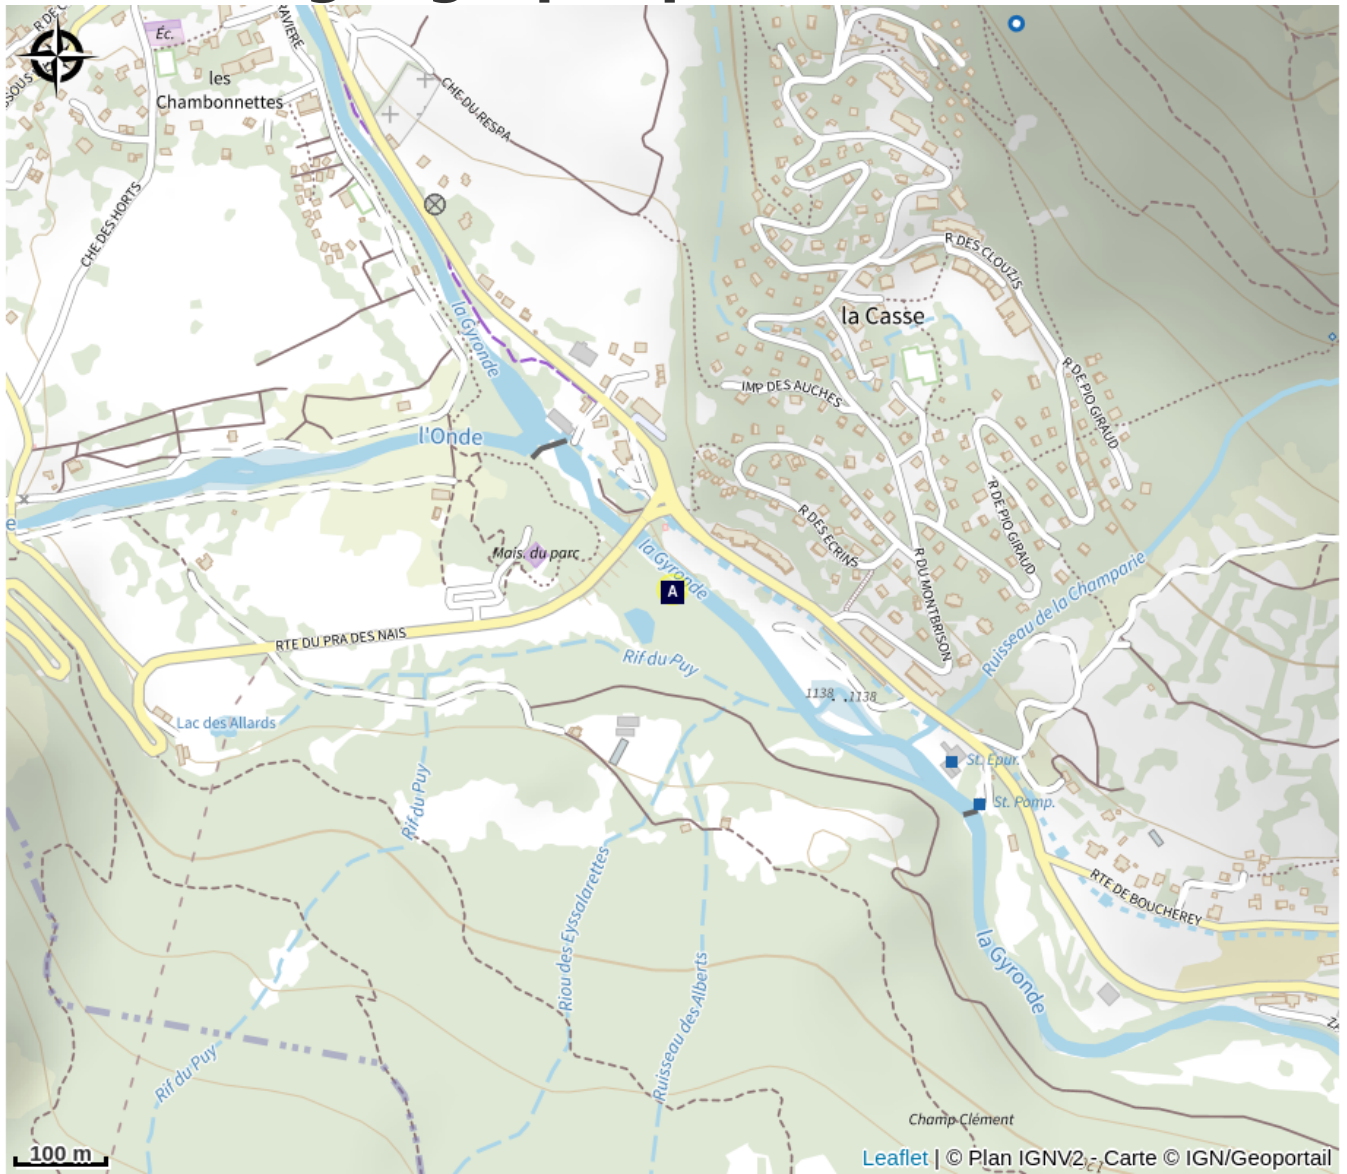 R DE C
RAVIÈRE
Éc.
SSOUS
les
Chambonnettes
CHE DU RESPA
CHE DES HORTS
R DES CLOUZIS
la Gyronde
la Casse
R DE PIO GIRAUD
IMP DES AUCHES
l'Onde
e
R DE PIO GIRAUD
R DES ECRINS
Mais. du parc
la Gyronde
A
R DU MONTBRISON
Ruisseau de la Champarie
RTE DU PRA DES NAIS
Rif du Puy
1138
.1138
Lac des Allards
St. Epur.
Rif du Puy
St. Pomp.
Riou des Eyssalarettes
RTE DE BOUCHEREY
la Gyronde
Ruisseau des Alberts
Rif du Puy
ZA
Champ Clément
100 m
Leaflet | © Plan IGNV2 - Carte © IGN/Geoportail